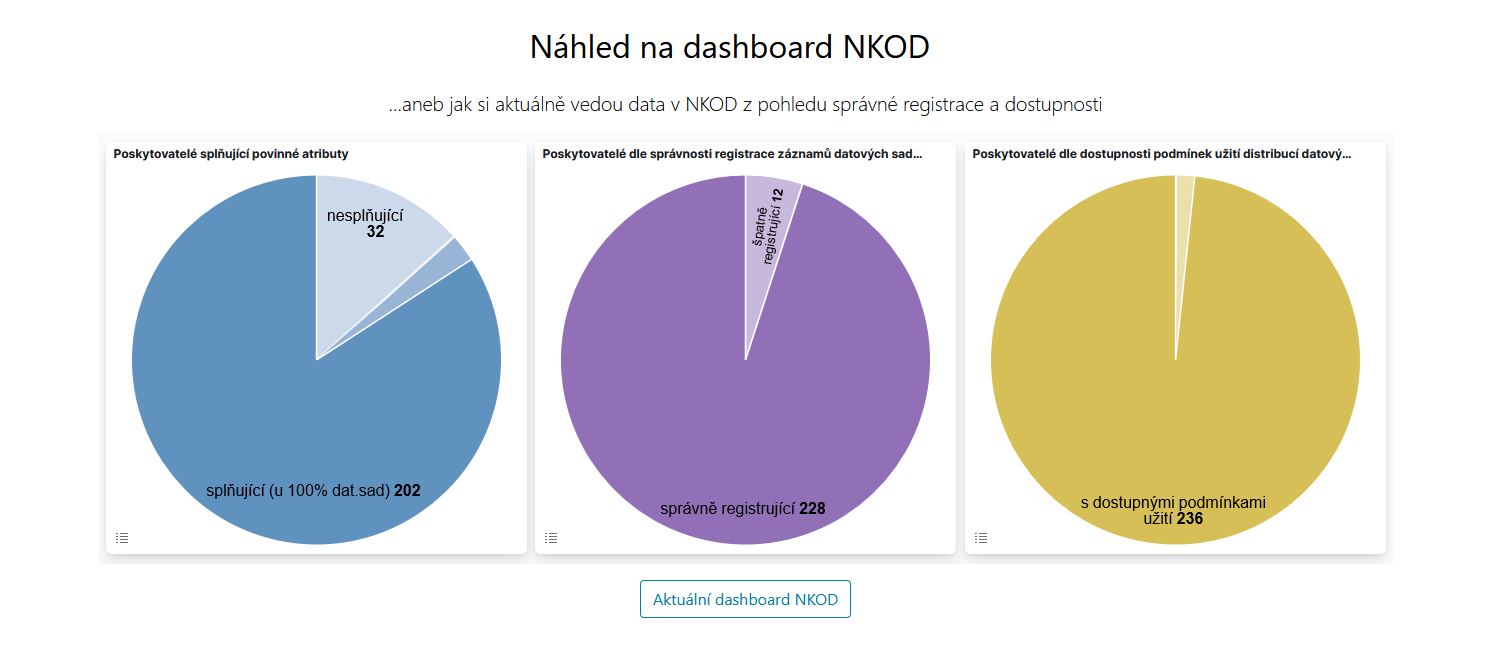 Náhled na dashboard NKOD
...aneb jak si aktuálně vedou data v NKOD z pohledu správné registrace a dostupnosti
Poskytovatelé splňující povinné atributy
nesplňující
32
splňující (u 100% dat.sad) 202
Poskytovatelé dle správnosti registrace záznamů datových sad...
špatně
registrující 12
správně registrující 228
Poskytovatelé dle dostupnosti podmínek užití distribucí datový...
s dostupnými podmínkami
užití 236
Aktuální dashboard NKOD